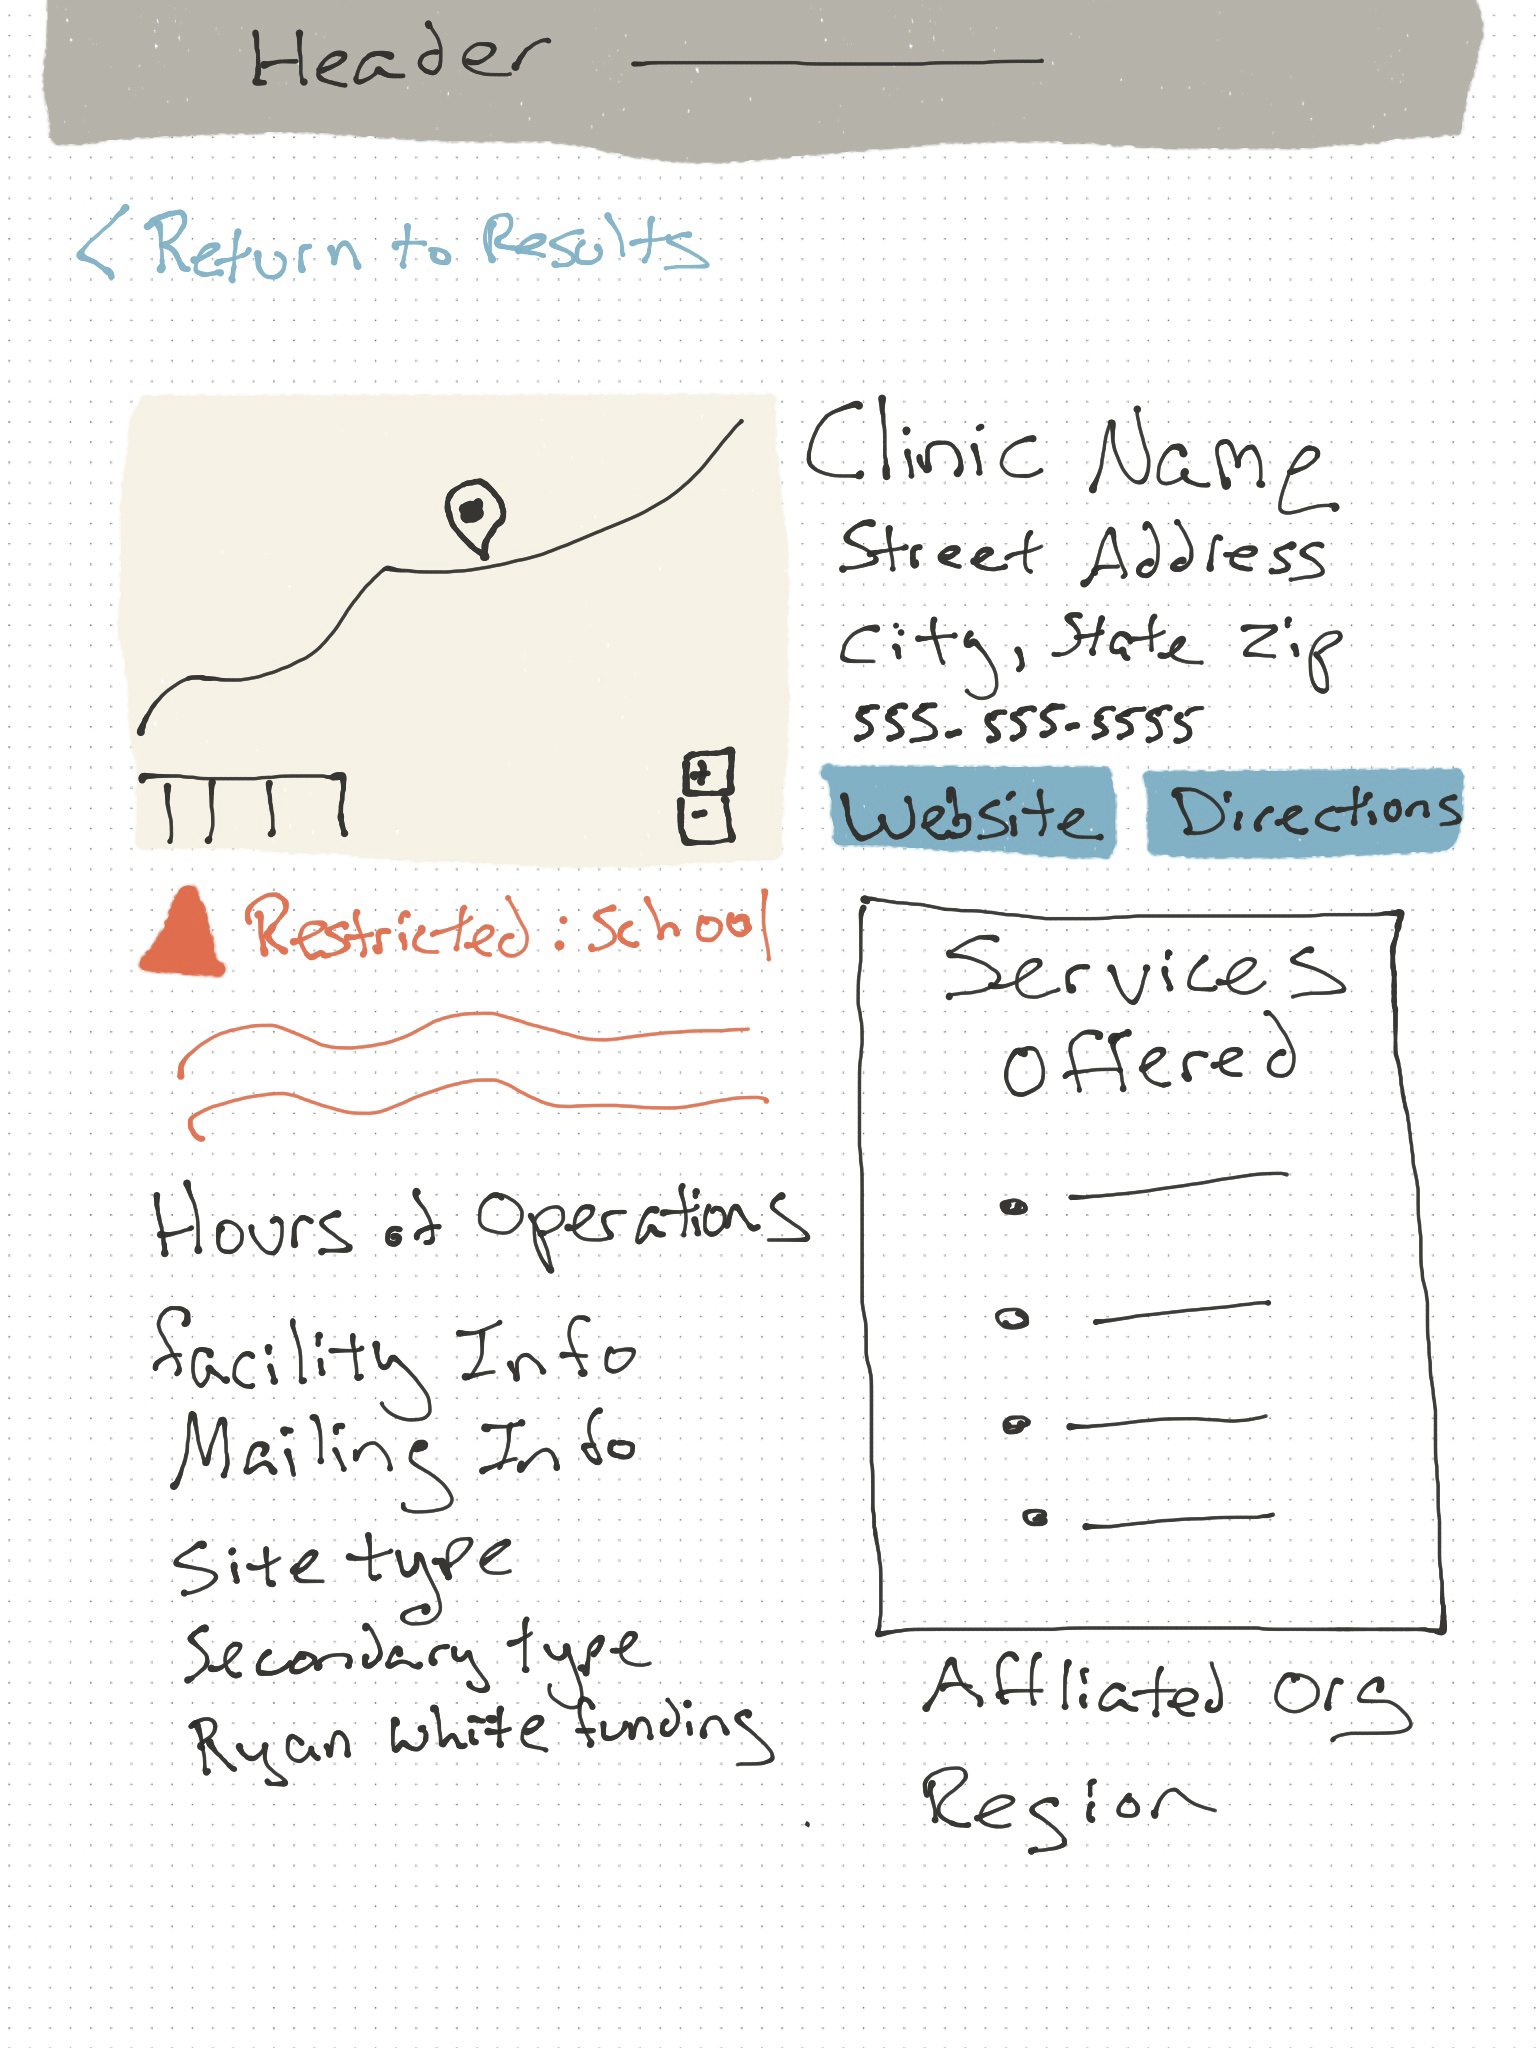 Header
< Return to Results
Clinic Name
Street Address
City, State Zip
555-555-5555
Website
Directions
+
-
Restricted: School
Hours of Operations
facility Info
Mailing Info
Site type
Secondary type
Ryan White funding
Services
Offered
Affliated Org
Region